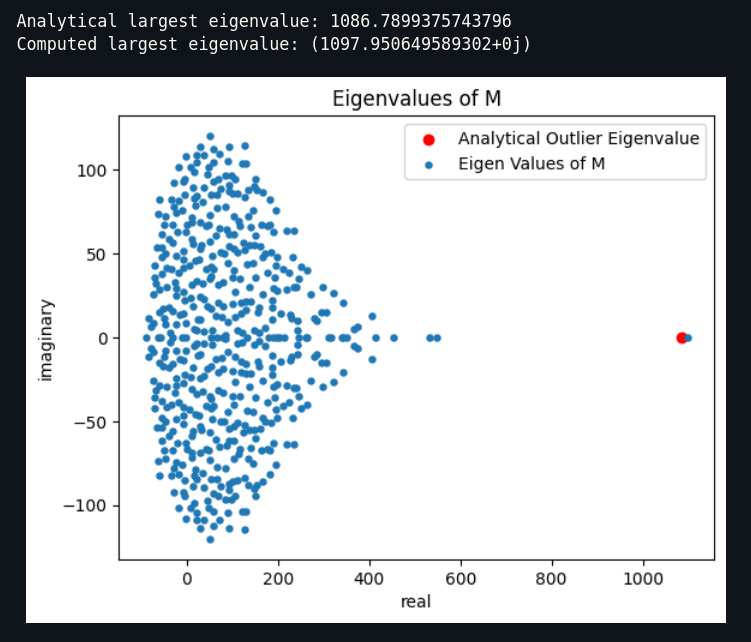 Analytical largest eigenvalue: 1086.7899375743796
Computed largest eigenvalue: (1097.950649589302+0j)
Eigenvalues of M
Analytical Outlier Eigenvalue
Eigen Values of M
100
50
0
−50
−100
imaginary
0 200 400 600 800 1000
real